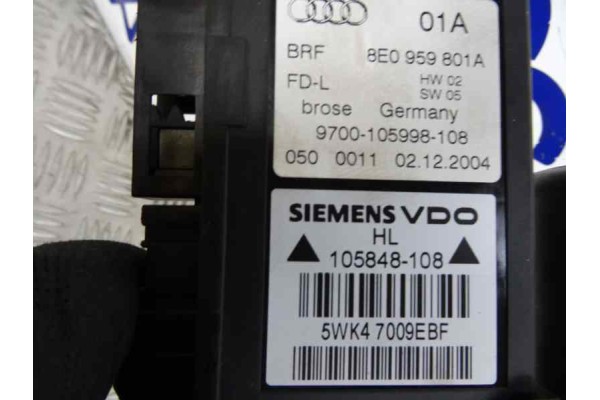 01A
BRF 8E0 959 801A
FD-L HW 02
SW 05
brose Germany
9700-105998-108
050 0011 02.12.2004
SIEMENS VDO
HL
105848-108
5WK4 7009EBF